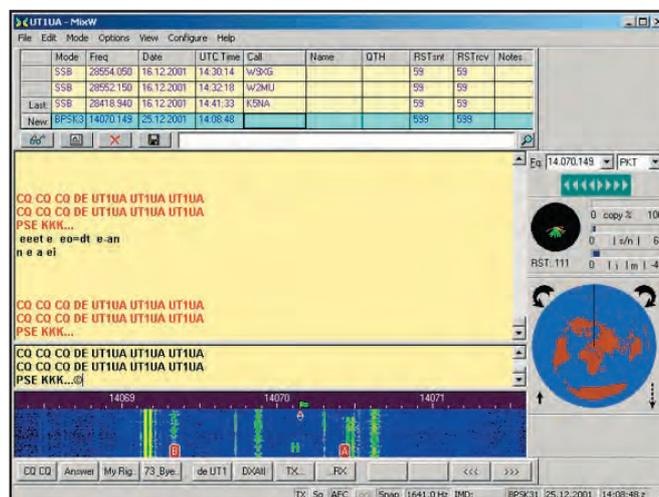 UT1UA - MixW
File Edit Mode Options View Configure Help
Mode Freq Date UTC Time Call Name QTH RSTsnt RSTrcv Notes
SSB 28554.050 16.12.2001 14:30:14 W9XG 59 59
SSB 28552.150 16.12.2001 14:32:18 W2MU 59 59
Last: SSB 28418.940 16.12.2001 14:41:33 K5NA 59 59
New: BPSK3 14070.149 25.12.2001 14:08:48 599 599
Fq: 14.070.149 PKT
CQ CQ CQ DE UT1UA UT1UA UT1UA
CQ CQ CQ DE UT1UA UT1UA UT1UA
PSE KKK...
eeet e eo=dt e-an
n e a ei
0 copy % 100
0 | s/n | 6
RST: 111 0 | i | m | -4
CQ CQ CQ DE UT1UA UT1UA UT1UA
CQ CQ CQ DE UT1UA UT1UA UT1UA
PSE KKK...
CQ CQ CQ DE UT1UA UT1UA UT1UA
CQ CQ CQ DE UT1UA UT1UA UT1UA
PSE KKK...©
14069 14070 14071
B H A
CQ CQ Answer My Rig... 73_Bye... de UT1 DXAtl TX... ...RX <<< >>>
TX Sq AFC Snap 1641.0 Hz IMD: BPSK31 25.12.2001 14:08:48 z